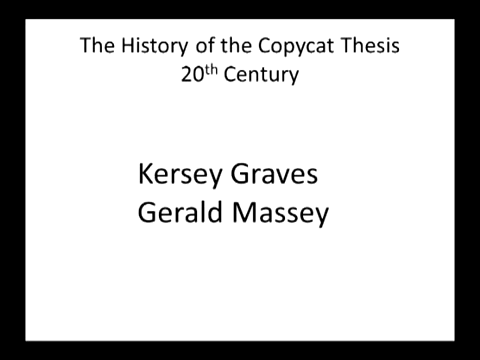 The History of the Copycat Thesis
20th Century
Kersey Graves
Gerald Massey